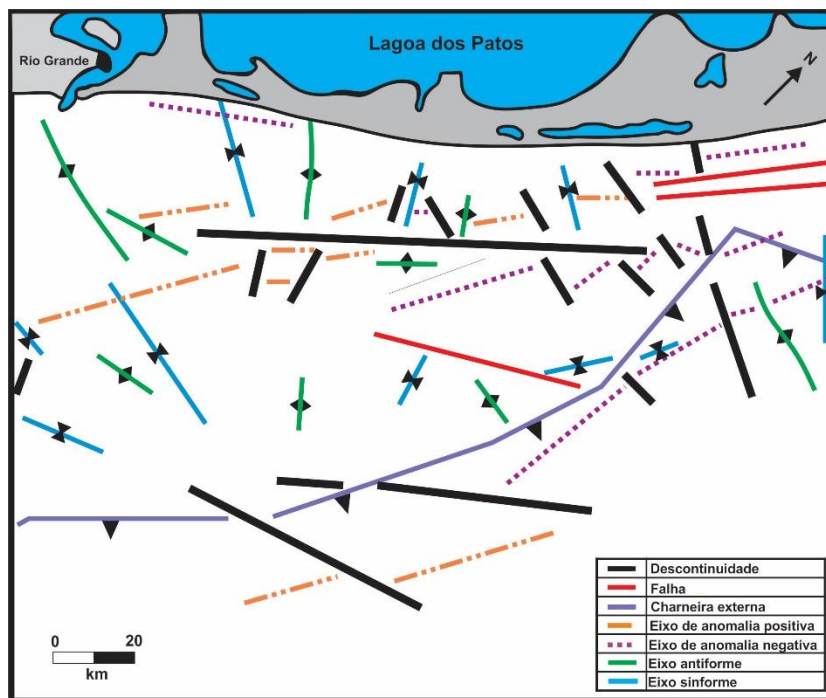 Lagoa dos Patos
Rio Grande
N
Descontinuidade
Falha
Charneira externa
Eixo de anomalia positiva
Eixo de anomalia negativa
Eixo antiforme
Eixo sinforme
0 20
km